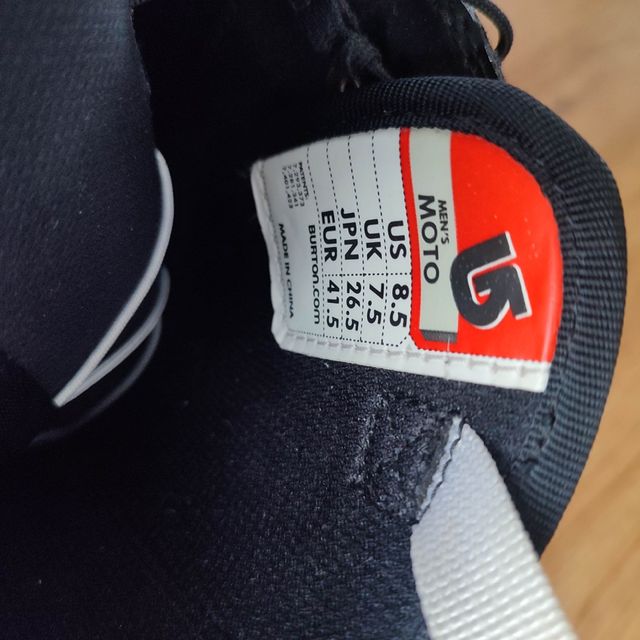 MEN'S
MOTO
US 8.5
UK 7.5
JPN 26.5
EUR 41.5
BURTON.COM
MADE IN CHINA